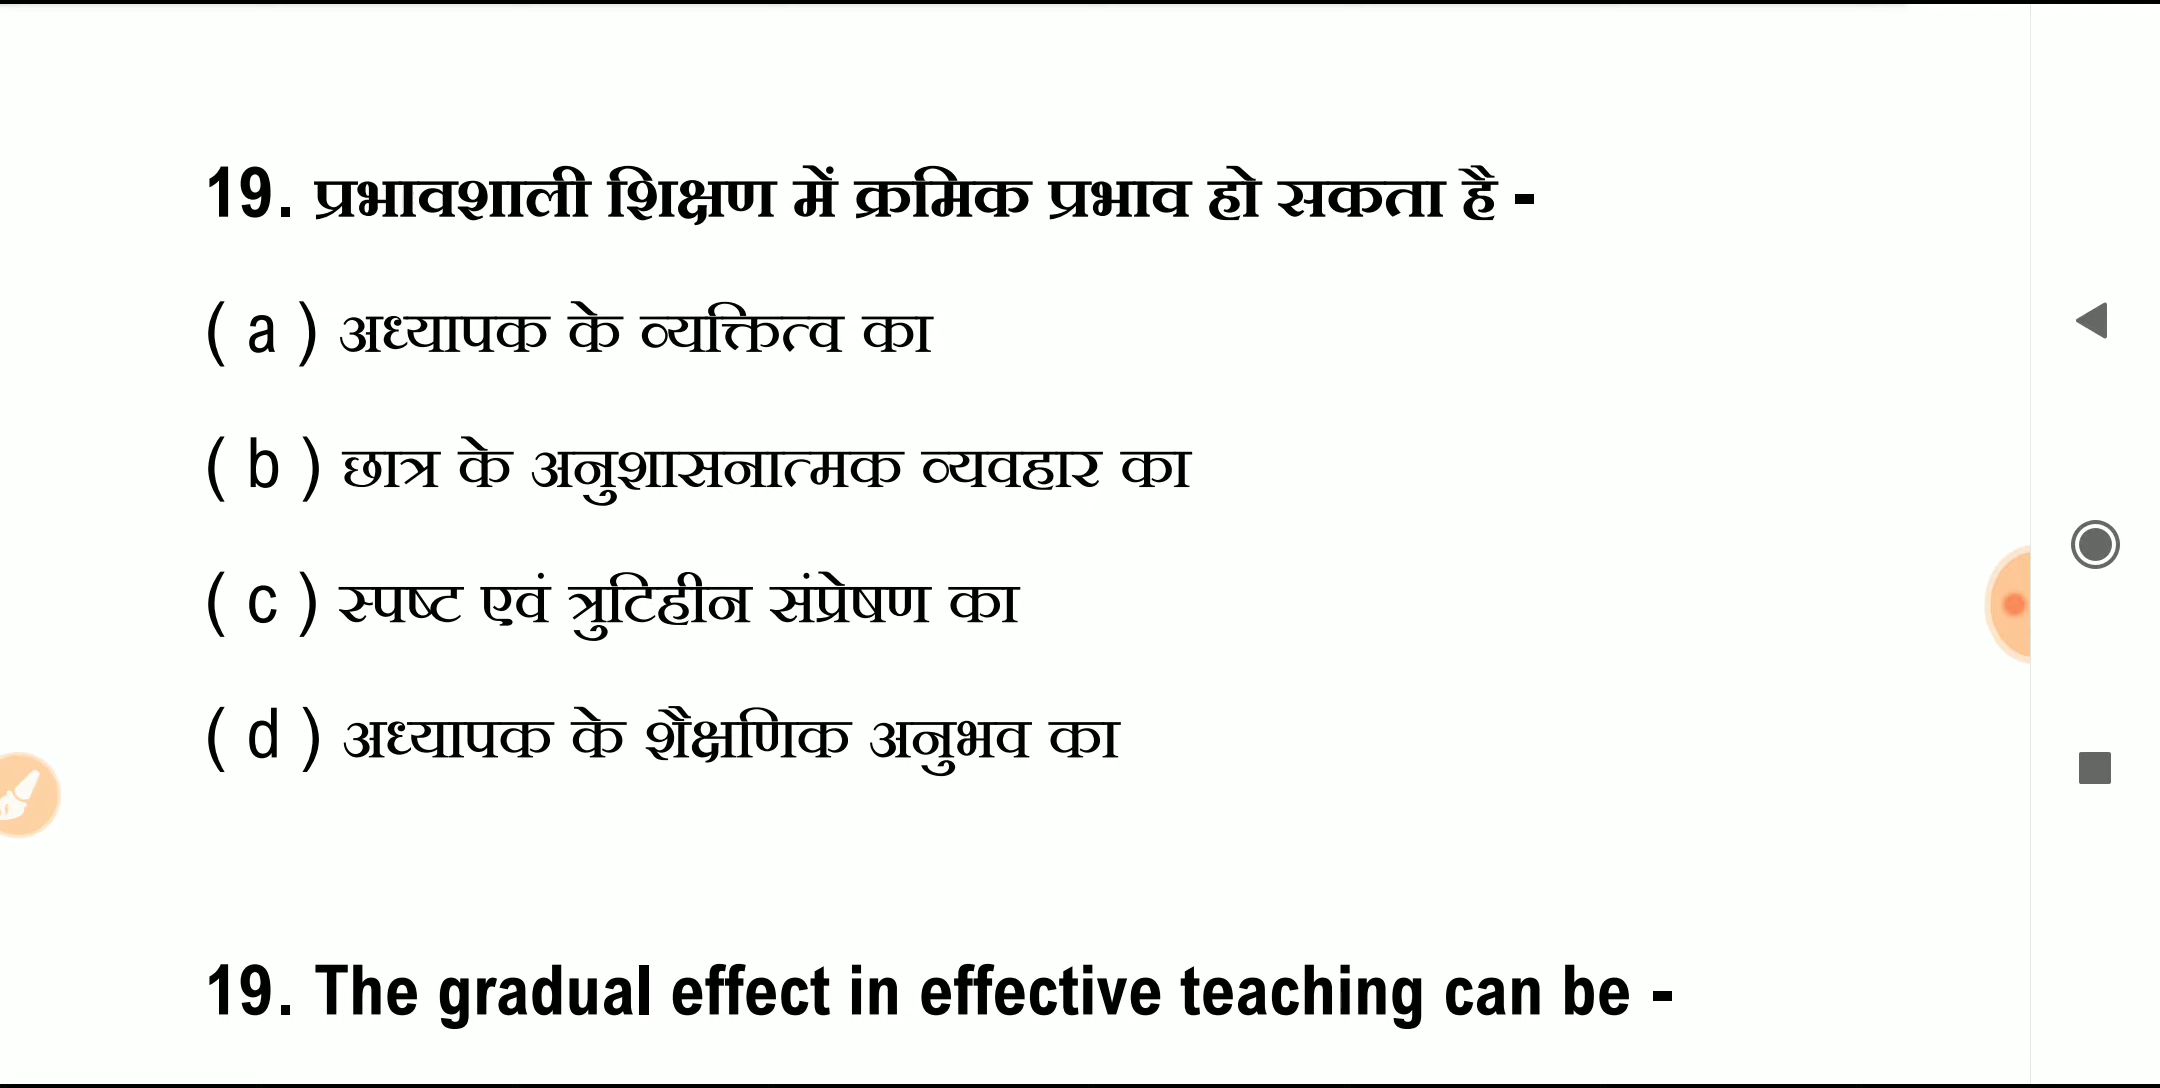 19. प्रभावशाली शिक्षण में क्रमिक प्रभाव हो सकता है -
( a ) अध्यापक के व्यक्तित्व का
( b ) छात्र के अनुशासनात्मक व्यवहार का
( c ) स्पष्ट एवं त्रुटिहीन संप्रेषण का
( d ) अध्यापक के शैक्षणिक अनुभव का
19. The gradual effect in effective teaching can be -